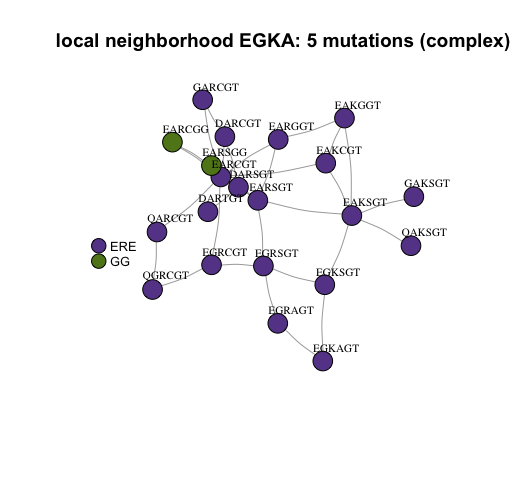 local neighborhood EGKA: 5 mutations (complex)
GARCGT
EAKGGT
DARCGT
EARCGG
EARGGT
EARSGG
EAKCGT
EARCGT
DARSGT
EARSGT
GAKSGT
DARTGT
EAKSGT
QARCGT
QAKSGT
ERE
EGRCGT
EGRSGT
GG
QGRCGT
EGKSGT
EGRAGT
EGKAGT